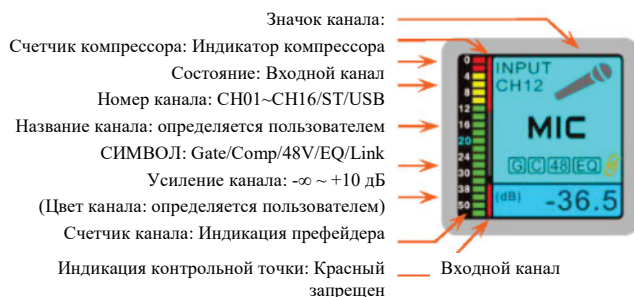 Значок канала:
Счетчик компрессора: Индикатор компрессора
Состояние: Входной канал
Номер канала: CH01~CH16/ST/USB
Название канала: определяется пользователем
СИМВОЛ: Gate/Comp/48V/EQ/Link
Усиление канала: -∞ ~ +10 дБ
(Цвет канала: определяется пользователем)
Счетчик канала: Индикация префейдера
Индикация контрольной точки: Красный
запрещен
Входной канал
0
4
8
12
16
20
24
30
38
50
INPUT
CH12
MIC
G C 48 EQ
(dB) -36.5